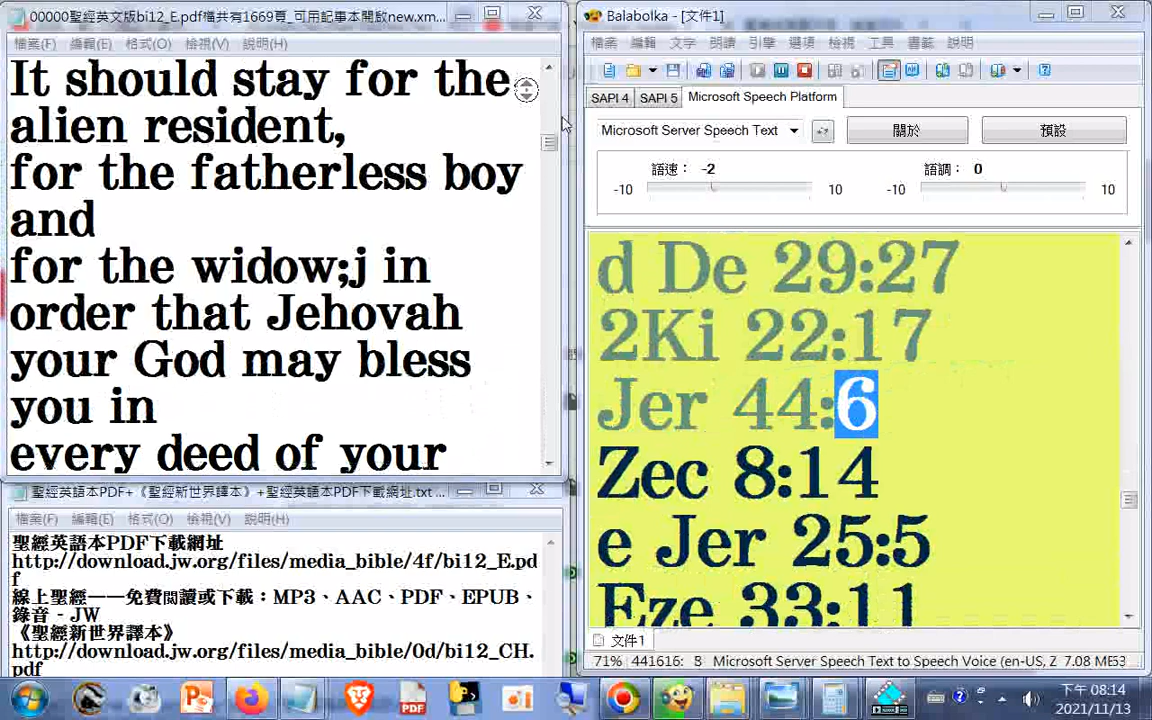 00000聖經英文版bi12_E.pdf檔共有1669頁_可用記事本開啟new.xm...
檔案(F) 編輯(E) 格式(O) 檢視(V) 說明(H)
It should stay for the
alien resident,
for the fatherless boy
and
for the widow;j in
order that Jehovah
your God may bless
you in
every deed of your
聖經英語本PDF+《聖經新世界譯本》+聖經英語本PDF下載網址.txt ...
檔案(F) 編輯(E) 格式(O) 檢視(V) 說明(H)
聖經英語本PDF下載網址
http://download.jw.org/files/media_bible/4f/bi12_E.pd
f
線上聖經——免費閱讀或下載：MP3、AAC、PDF、EPUB、
錄音 - JW
《聖經新世界譯本》
http://download.jw.org/files/media_bible/0d/bi12_CH.
pdf
Balabolka - [文件1]
檔案 編輯 文字 朗讀 引擎 選項 檢視 工具 書籤 說明
SAPI 4 SAPI 5 Microsoft Speech Platform
Microsoft Server Speech Text 關於 預設
語速： -2 語調： 0
-10 10 -10 10
d De 29:27
2Ki 22:17
Jer 44:6
Zec 8:14
e Jer 25:5
Eze 33:11
文件1
71% 441616: 8 Microsoft Server Speech Text to Speech Voice (en-US, Z 7.08 ME53
下午 08:14
2021/11/13